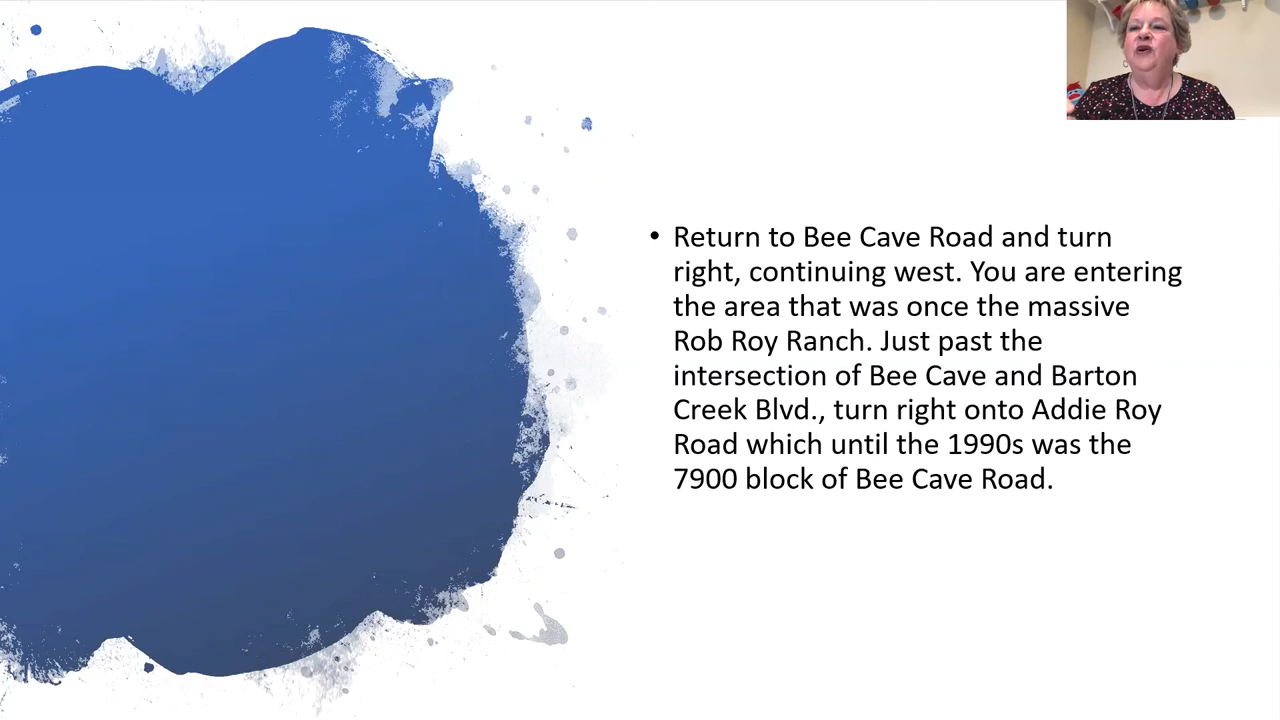 • Return to Bee Cave Road and turn
right, continuing west. You are entering
the area that was once the massive
Rob Roy Ranch. Just past the
intersection of Bee Cave and Barton
Creek Blvd., turn right onto Addie Roy
Road which until the 1990s was the
7900 block of Bee Cave Road.